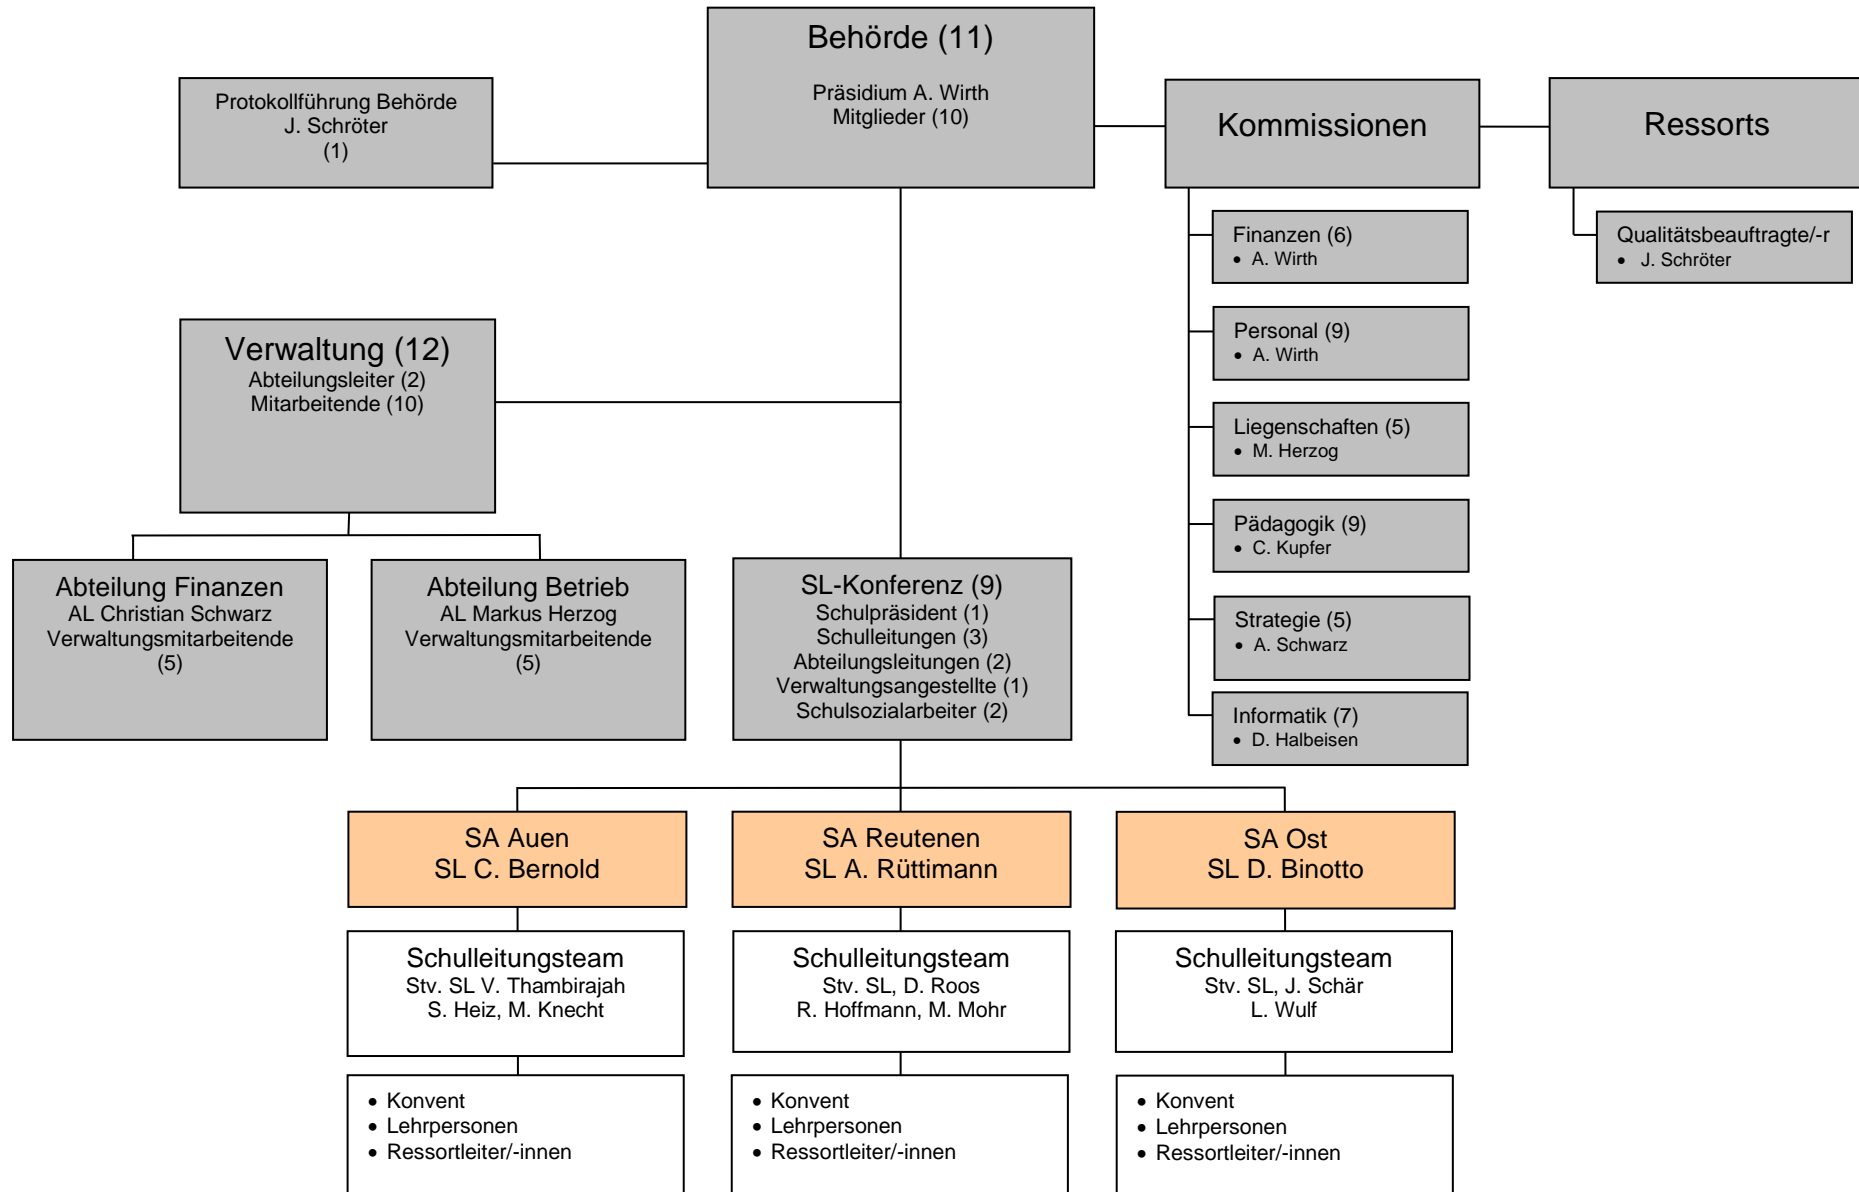 Behörde (11)
Präsidium A. Wirth
Mitglieder (10)
Protokollführung Behörde
J. Schröter
(1)
Kommissionen
Ressorts
Finanzen (6)
• A. Wirth
Personal (9)
• A. Wirth
Liegenschaften (5)
• M. Herzog
Pädagogik (9)
• C. Kupfer
Strategie (5)
• A. Schwarz
Informatik (7)
• D. Halbeisen
Qualitätsbeauftragte/-r
• J. Schröter
Verwaltung (12)
Abteilungsleiter (2)
Mitarbeitende (10)
Abteilung Finanzen
AL Christian Schwarz
Verwaltungsmitarbeitende
(5)
Abteilung Betrieb
AL Markus Herzog
Verwaltungsmitarbeitende
(5)
SL-Konferenz (9)
Schulpräsident (1)
Schulleitungen (3)
Abteilungsleitungen (2)
Verwaltungsangestellte (1)
Schulsozialarbeiter (2)
SA Auen
SL C. Bernold
SA Reutenen
SL A. Rüttimann
SA Ost
SL D. Binotto
Schulleitungsteam
Stv. SL V. Thambirajah
S. Heiz, M. Knecht
Schulleitungsteam
Stv. SL, D. Roos
R. Hoffmann, M. Mohr
Schulleitungsteam
Stv. SL, J. Schär
L. Wulf
• Konvent
• Lehrpersonen
• Ressortleiter/-innen
• Konvent
• Lehrpersonen
• Ressortleiter/-innen
• Konvent
• Lehrpersonen
• Ressortleiter/-innen